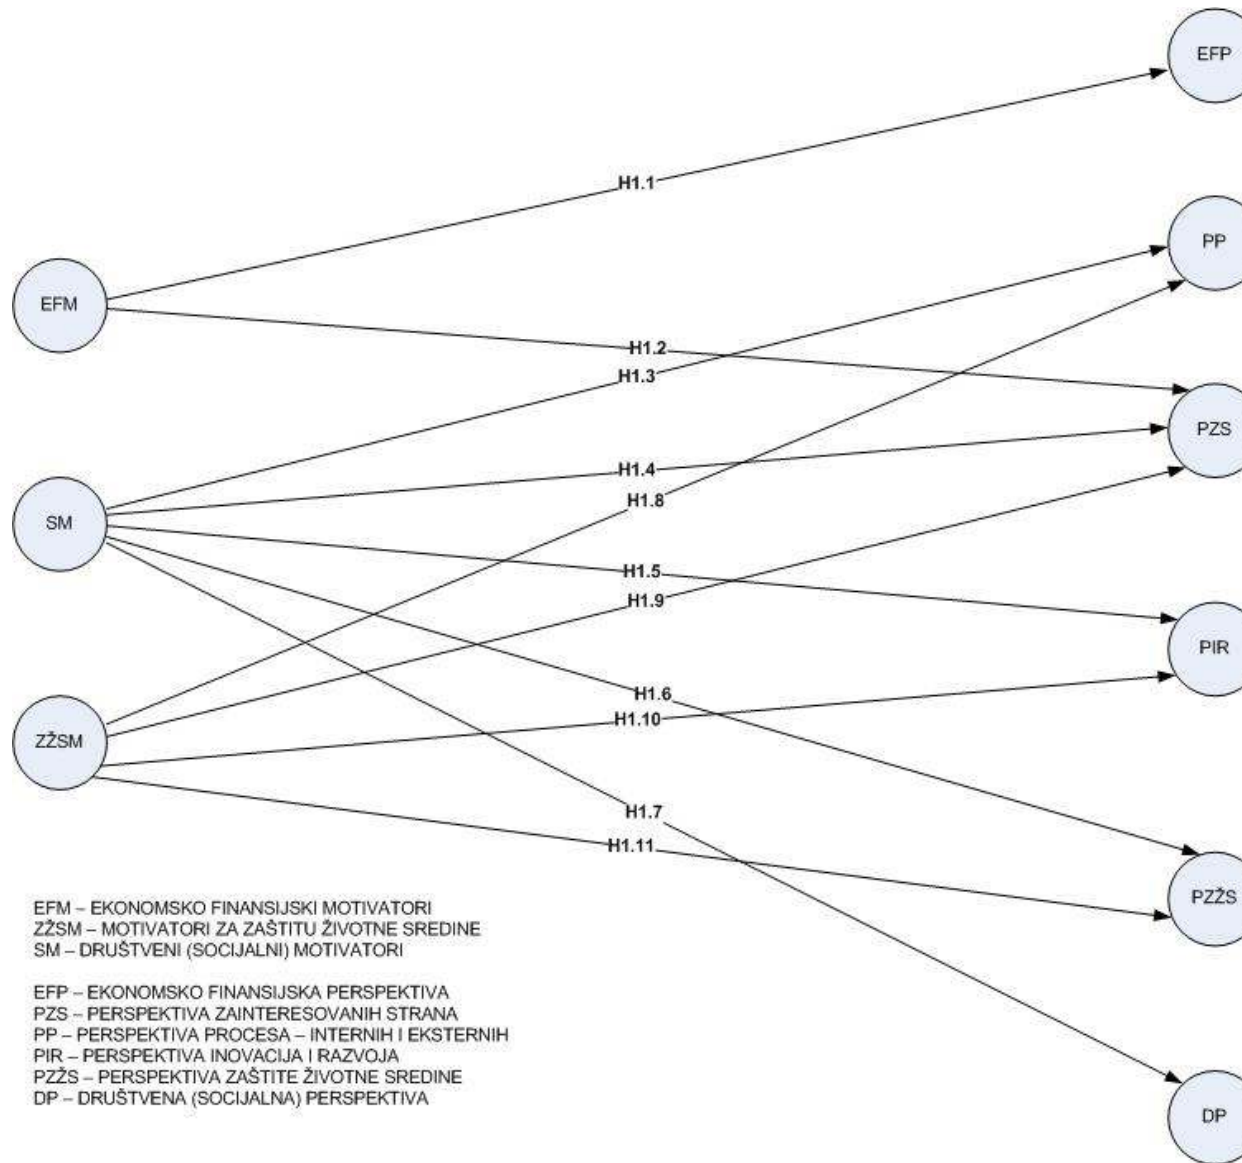 EFP
H1.1
PP
EFM
H1.2
H1.3
PZS
H1.4
H1.8
SM
H1.5
H1.9
PIR
H1.6
H1.10
ZŽSM
H1.7
H1.11
PZŽS
EFM – EKONOMSKO FINANSIJSKI MOTIVATORI
ZŽSM – MOTIVATORI ZA ZAŠTITU ŽIVOTNE SREDINE
SM – DRUŠTVENI (SOCIJALNI) MOTIVATORI
EFP – EKONOMSKO FINANSIJSKA PERSPEKTIVA
PZS – PERSPEKTIVA ZAINTERESOVANIH STRANA
PP – PERSPEKTIVA PROCESA – INTERNIH I EKSTERNIH
PIR – PERSPEKTIVA INOVACIJA I RAZVOJA
PZŽS – PERSPEKTIVA ZAŠTITE ŽIVOTNE SREDINE
DP – DRUŠTVENA (SOCIJALNA) PERSPEKTIVA
DP